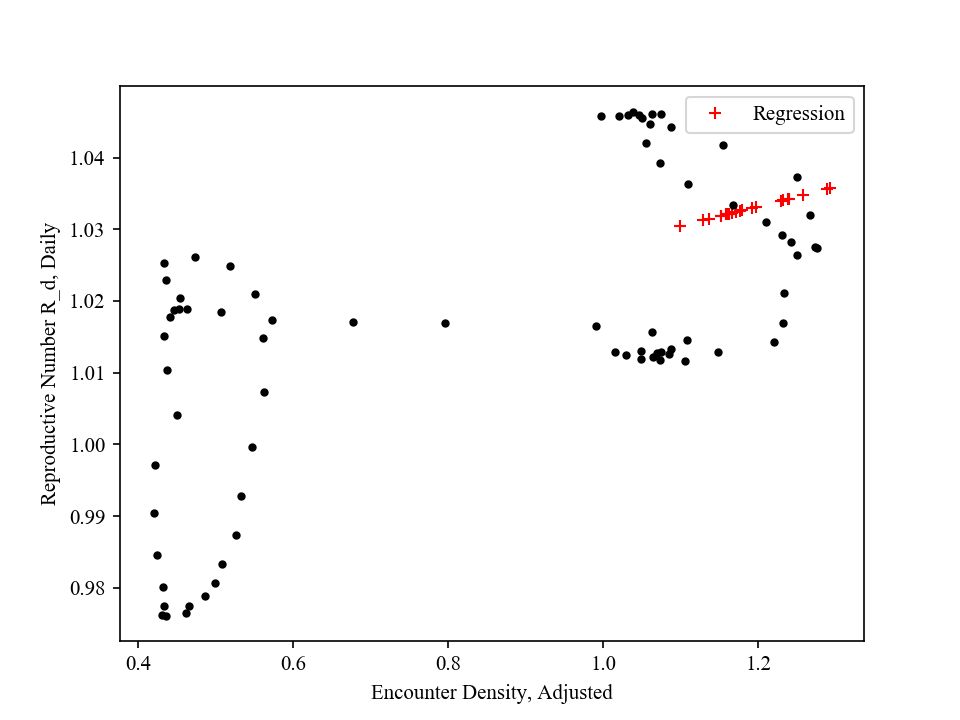 Regression
1.04
1.03
1.02
1.01
1.00
0.99
0.98
Reproductive Number R_d, Daily
0.4 0.6 0.8 1.0 1.2
Encounter Density, Adjusted